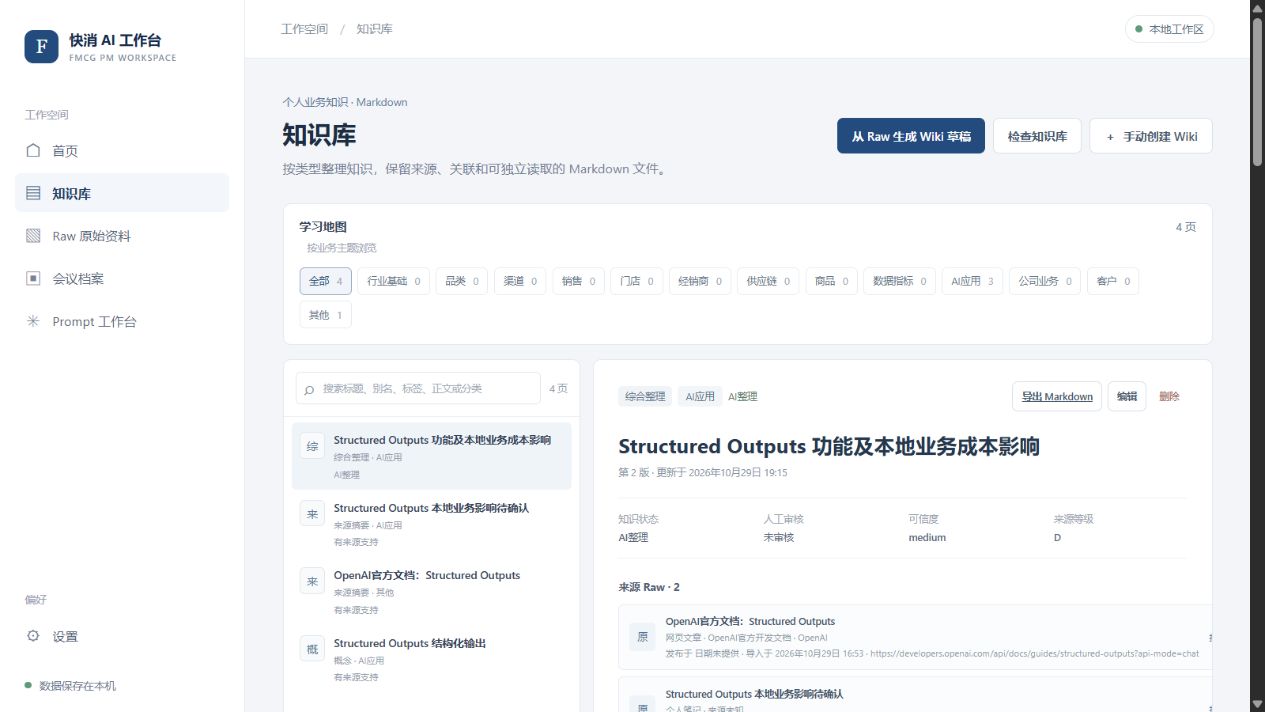 F
快消 AI 工作台
FMCG PM WORKSPACE
工作空间
首页
知识库
Raw 原始资料
会议档案
Prompt 工作台
偏好
设置
数据保存在本机
工作空间 / 知识库
本地工作区
个人业务知识 · Markdown
知识库
按类型整理知识，保留来源、关联和可独立读取的 Markdown 文件。
从 Raw 生成 Wiki 草稿
检查知识库
+ 手动创建 Wiki
学习地图
4 页
按业务主题浏览
全部 4
行业基础 0
品类 0
渠道 0
销售 0
门店 0
经销商 0
供应链 0
商品 0
数据指标 0
AI应用 3
公司业务 0
客户 0
其他 1
搜索标题、别名、标签、正文或分类
4 页
综
Structured Outputs 功能及本地业务成本影响
综合整理 · AI应用
AI整理
来
Structured Outputs 本地业务影响待确认
来源摘要 · AI应用
有来源支持
来
OpenAI官方文档：Structured Outputs
来源摘要 · 其他
有来源支持
概
Structured Outputs 结构化输出
概念 · AI应用
有来源支持
综合整理
AI应用
AI整理
导出 Markdown
编辑
删除
Structured Outputs 功能及本地业务成本影响
第 2 版 · 更新于 2026年10月29日 19:15
知识状态
AI整理
人工审核
未审核
可信度
medium
来源等级
D
来源 Raw · 2
原
OpenAI官方文档：Structured Outputs
网页文章 · OpenAI官方开发文档 · OpenAI
发布于 日期未提供 · 导入于 2026年10月29日 16:53 · https://developers.openai.com/api/docs/guides/structured-outputs?api-mode=chat
原
Structured Outputs 本地业务影响待确认
个人笔记 · 来源未知